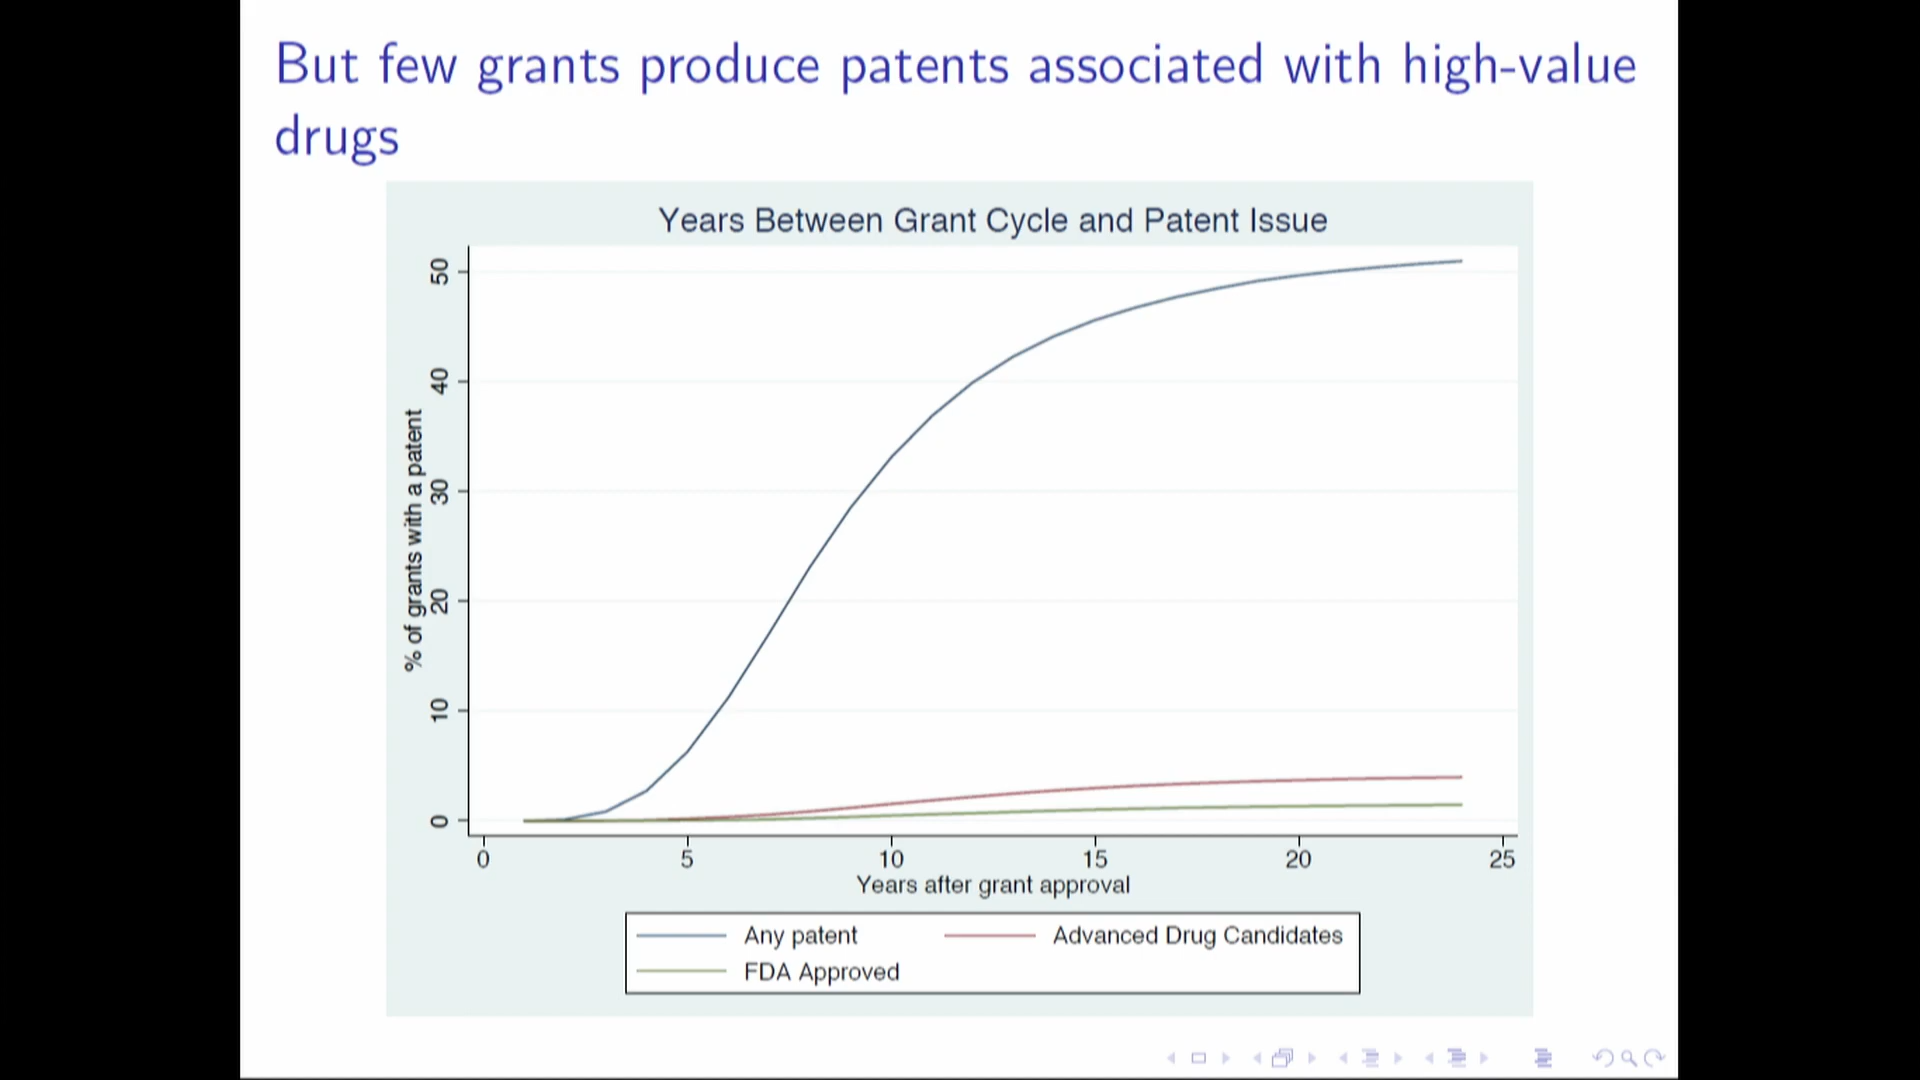 But few grants produce patents associated with high-value
drugs
Years Between Grant Cycle and Patent Issue
% of grants with a patent
50
40
30
20
10
0
0 5 10 15 20 25
Years after grant approval
Any patent Advanced Drug Candidates
FDA Approved